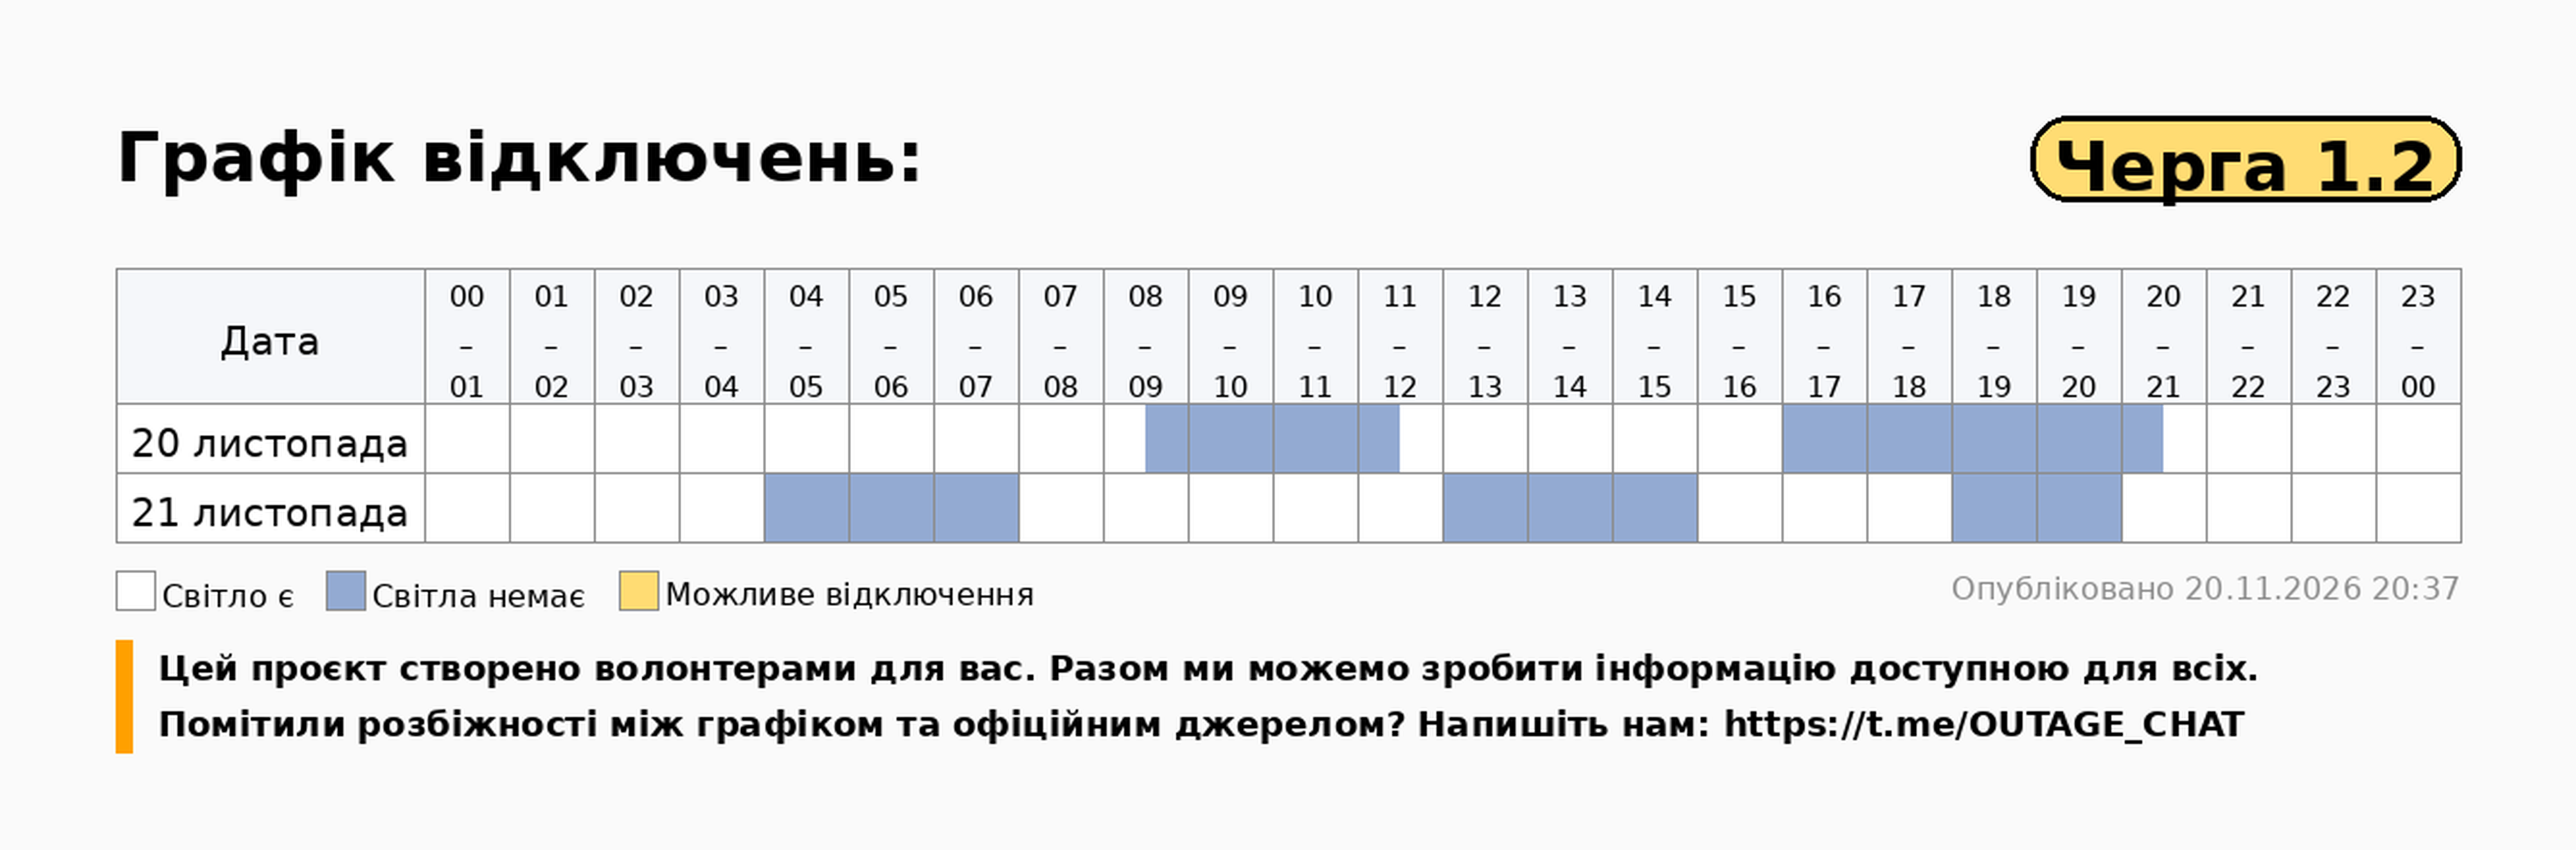 Графік відключень:
Черга 1.2
Дата
00 – 01
01 – 02
02 – 03
03 – 04
04 – 05
05 – 06
06 – 07
07 – 08
08 – 09
09 – 10
10 – 11
11 – 12
12 – 13
13 – 14
14 – 15
15 – 16
16 – 17
17 – 18
18 – 19
19 – 20
20 – 21
21 – 22
22 – 23
23 – 00
20 листопада
21 листопада
Світло є
Світла немає
Можливе відключення
Опубліковано 20.11.2026 20:37
Цей проєкт створено волонтерами для вас. Разом ми можемо зробити інформацію доступною для всіх.
Помітили розбіжності між графіком та офіційним джерелом? Напишіть нам: https://t.me/OUTAGE_CHAT